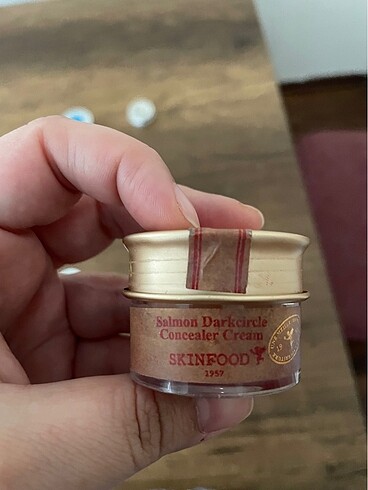 Salmon Darkcircle
Concealer Cream
SKINFOOD
1957